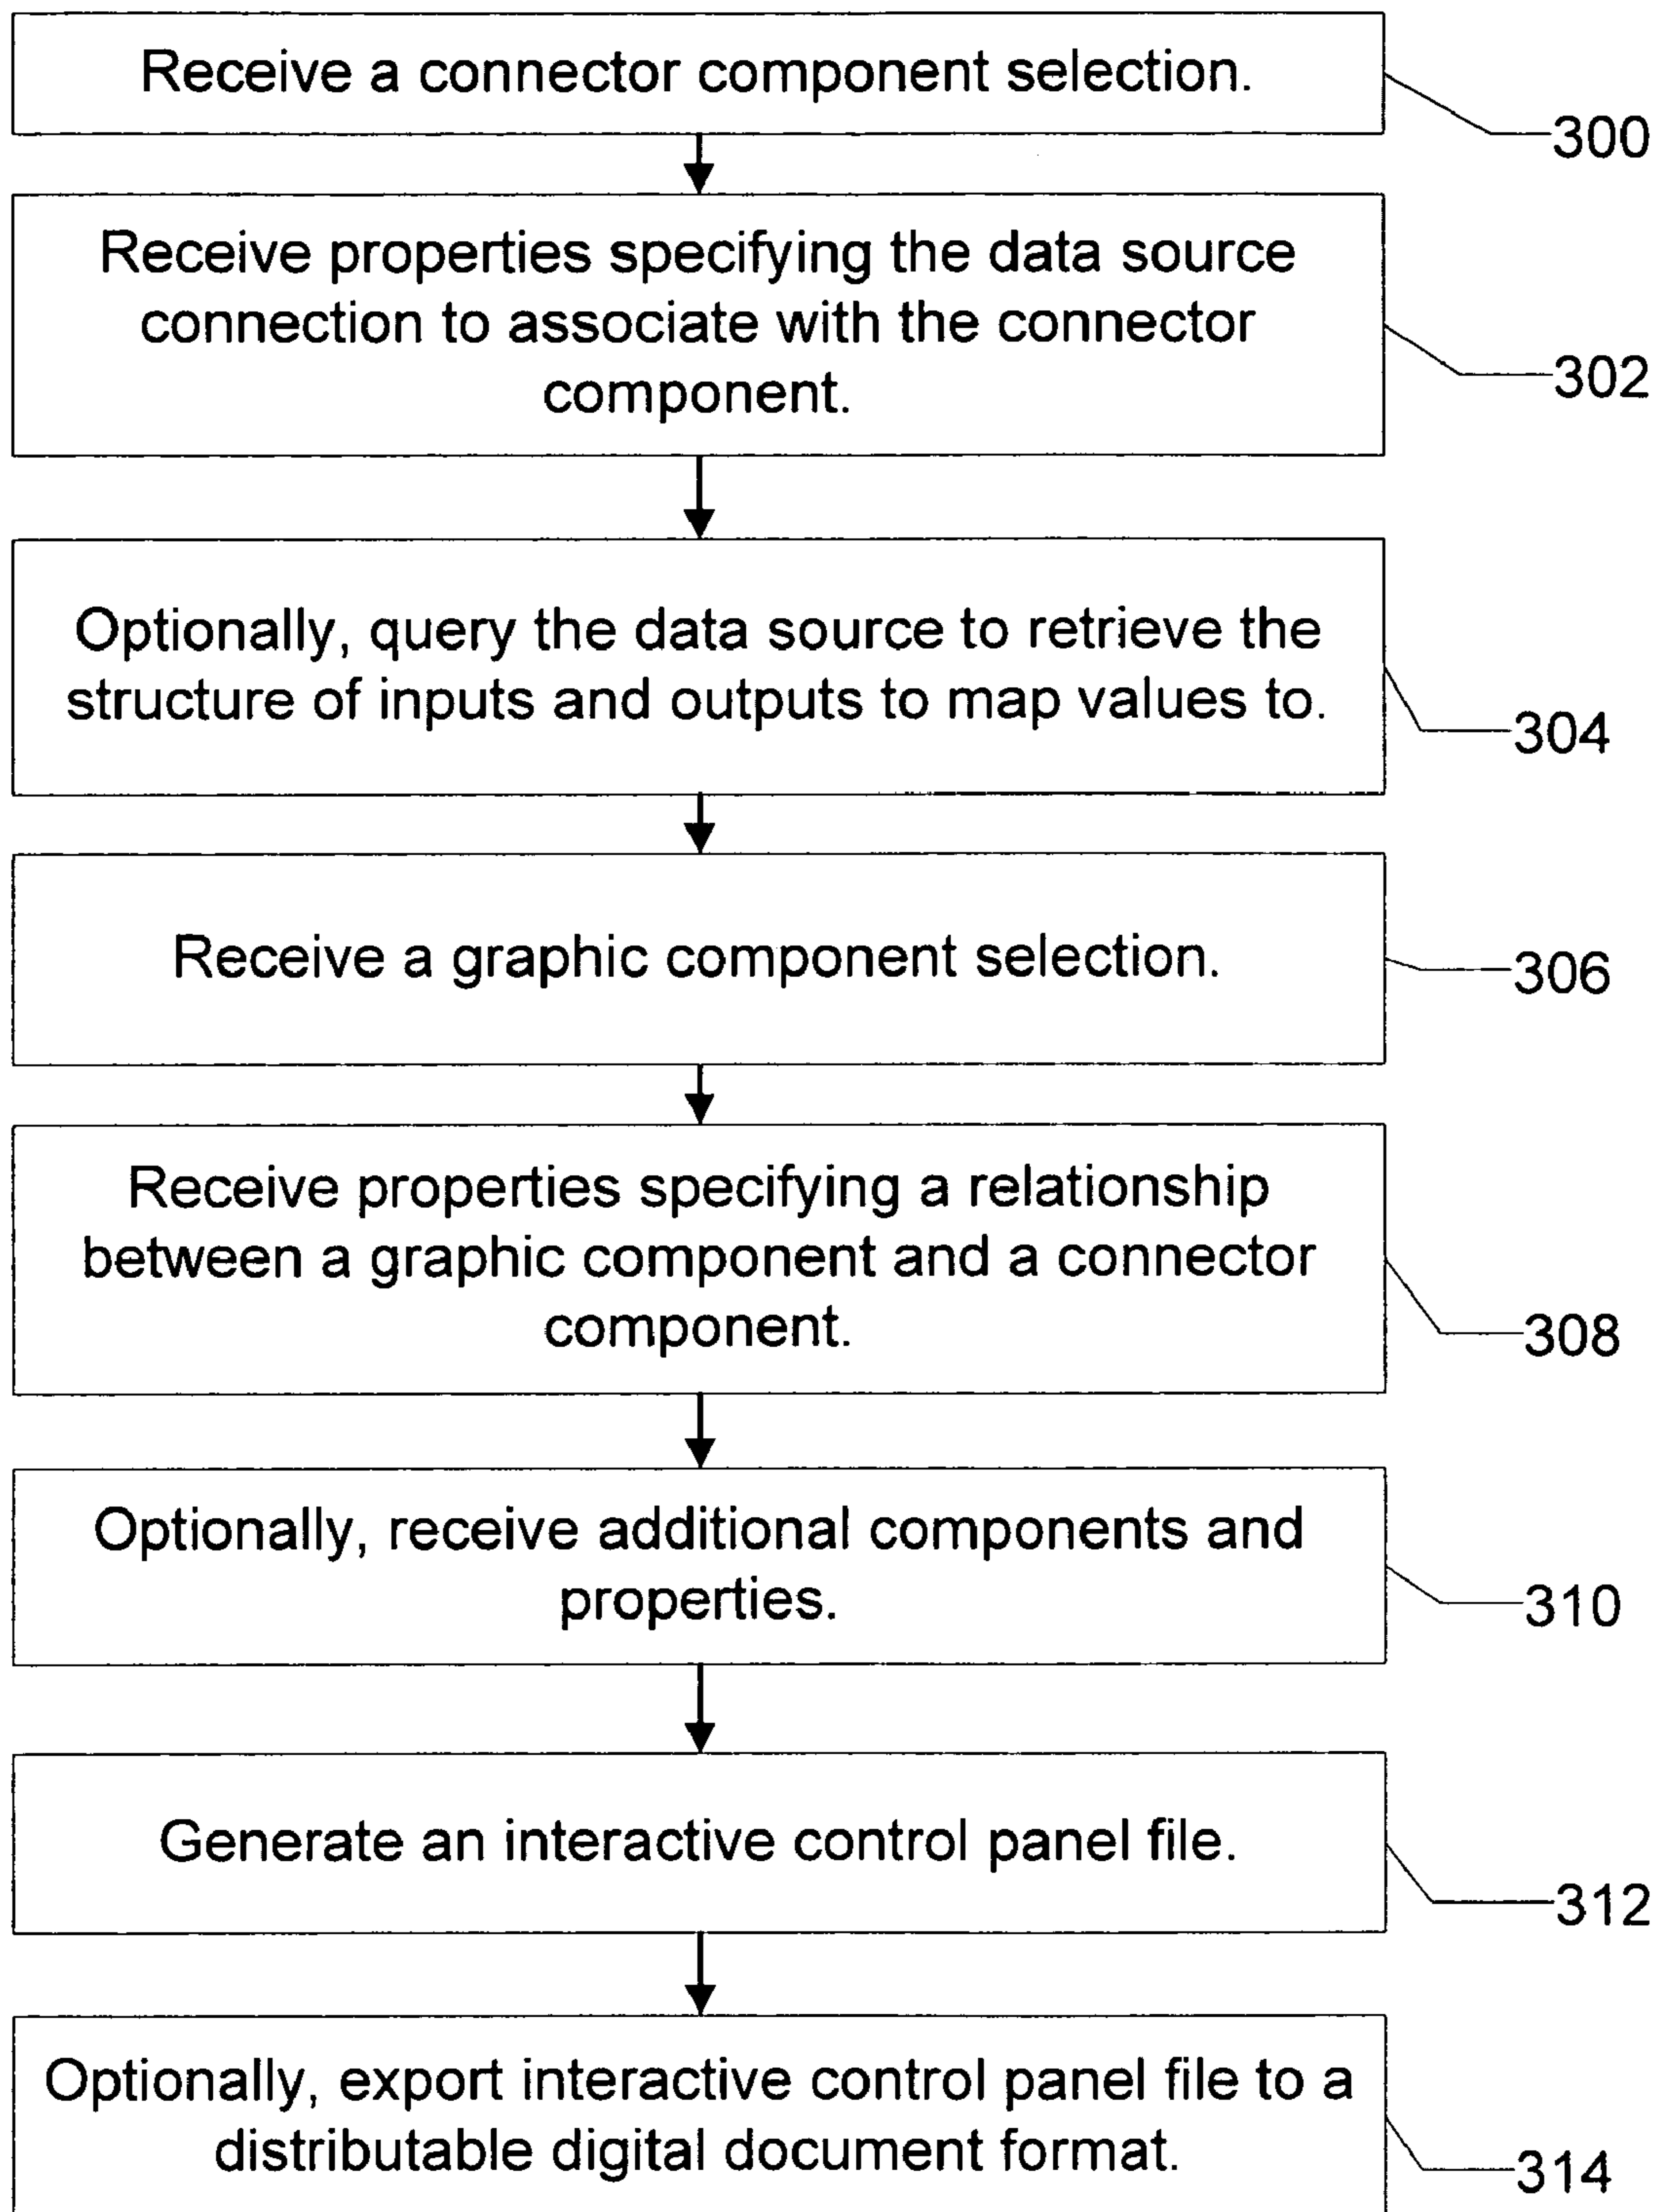 Receive a connector component selection.
300
Receive properties specifying the data source
connection to associate with the connector
component.
302
Optionally, query the data source to retrieve the
structure of inputs and outputs to map values to.
304
Receive a graphic component selection.
306
Receive properties specifying a relationship
between a graphic component and a connector
component.
308
Optionally, receive additional components and
properties.
310
Generate an interactive control panel file.
312
Optionally, export interactive control panel file to a
distributable digital document format.
314